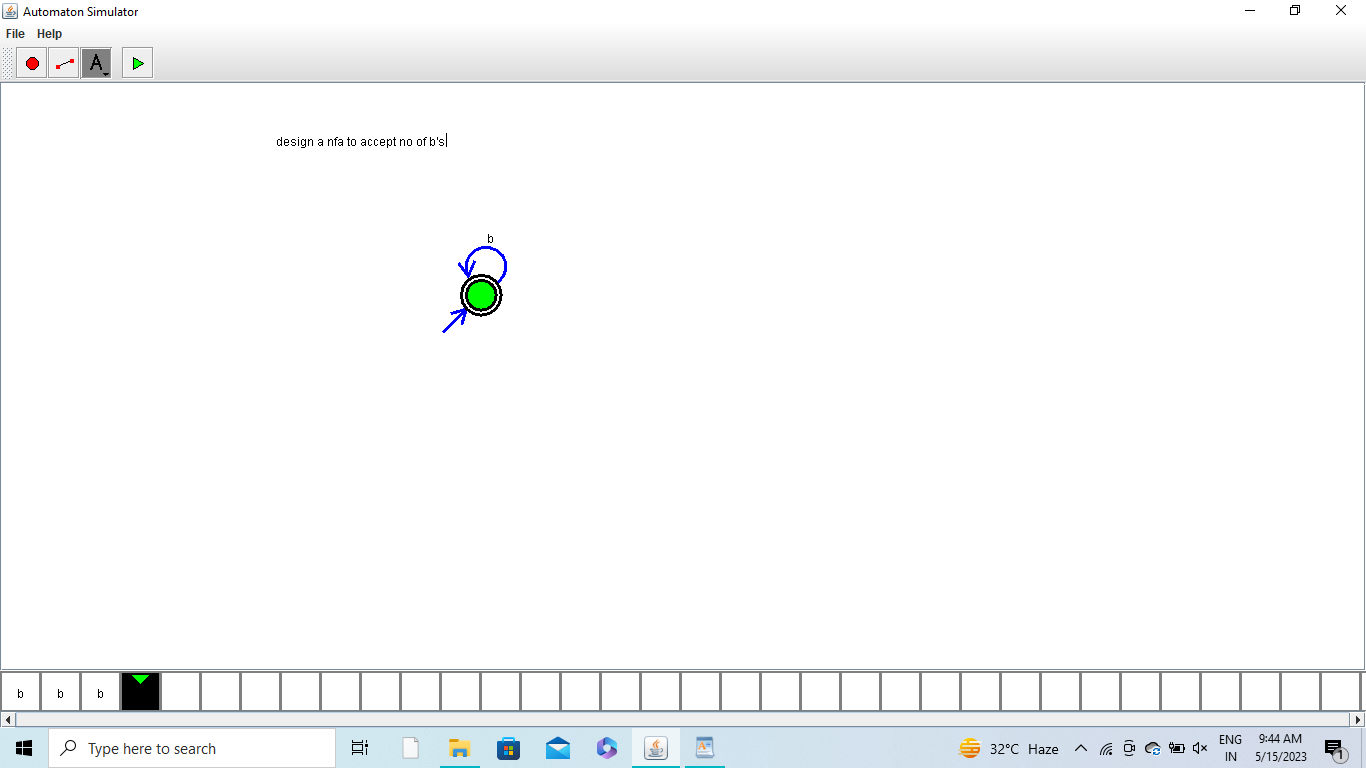 Automaton Simulator
File Help
A
design a nfa to accept no of b's
b
b b b
Type here to search
32°C Haze
ENG
IN
9:44 AM
5/15/2023
1